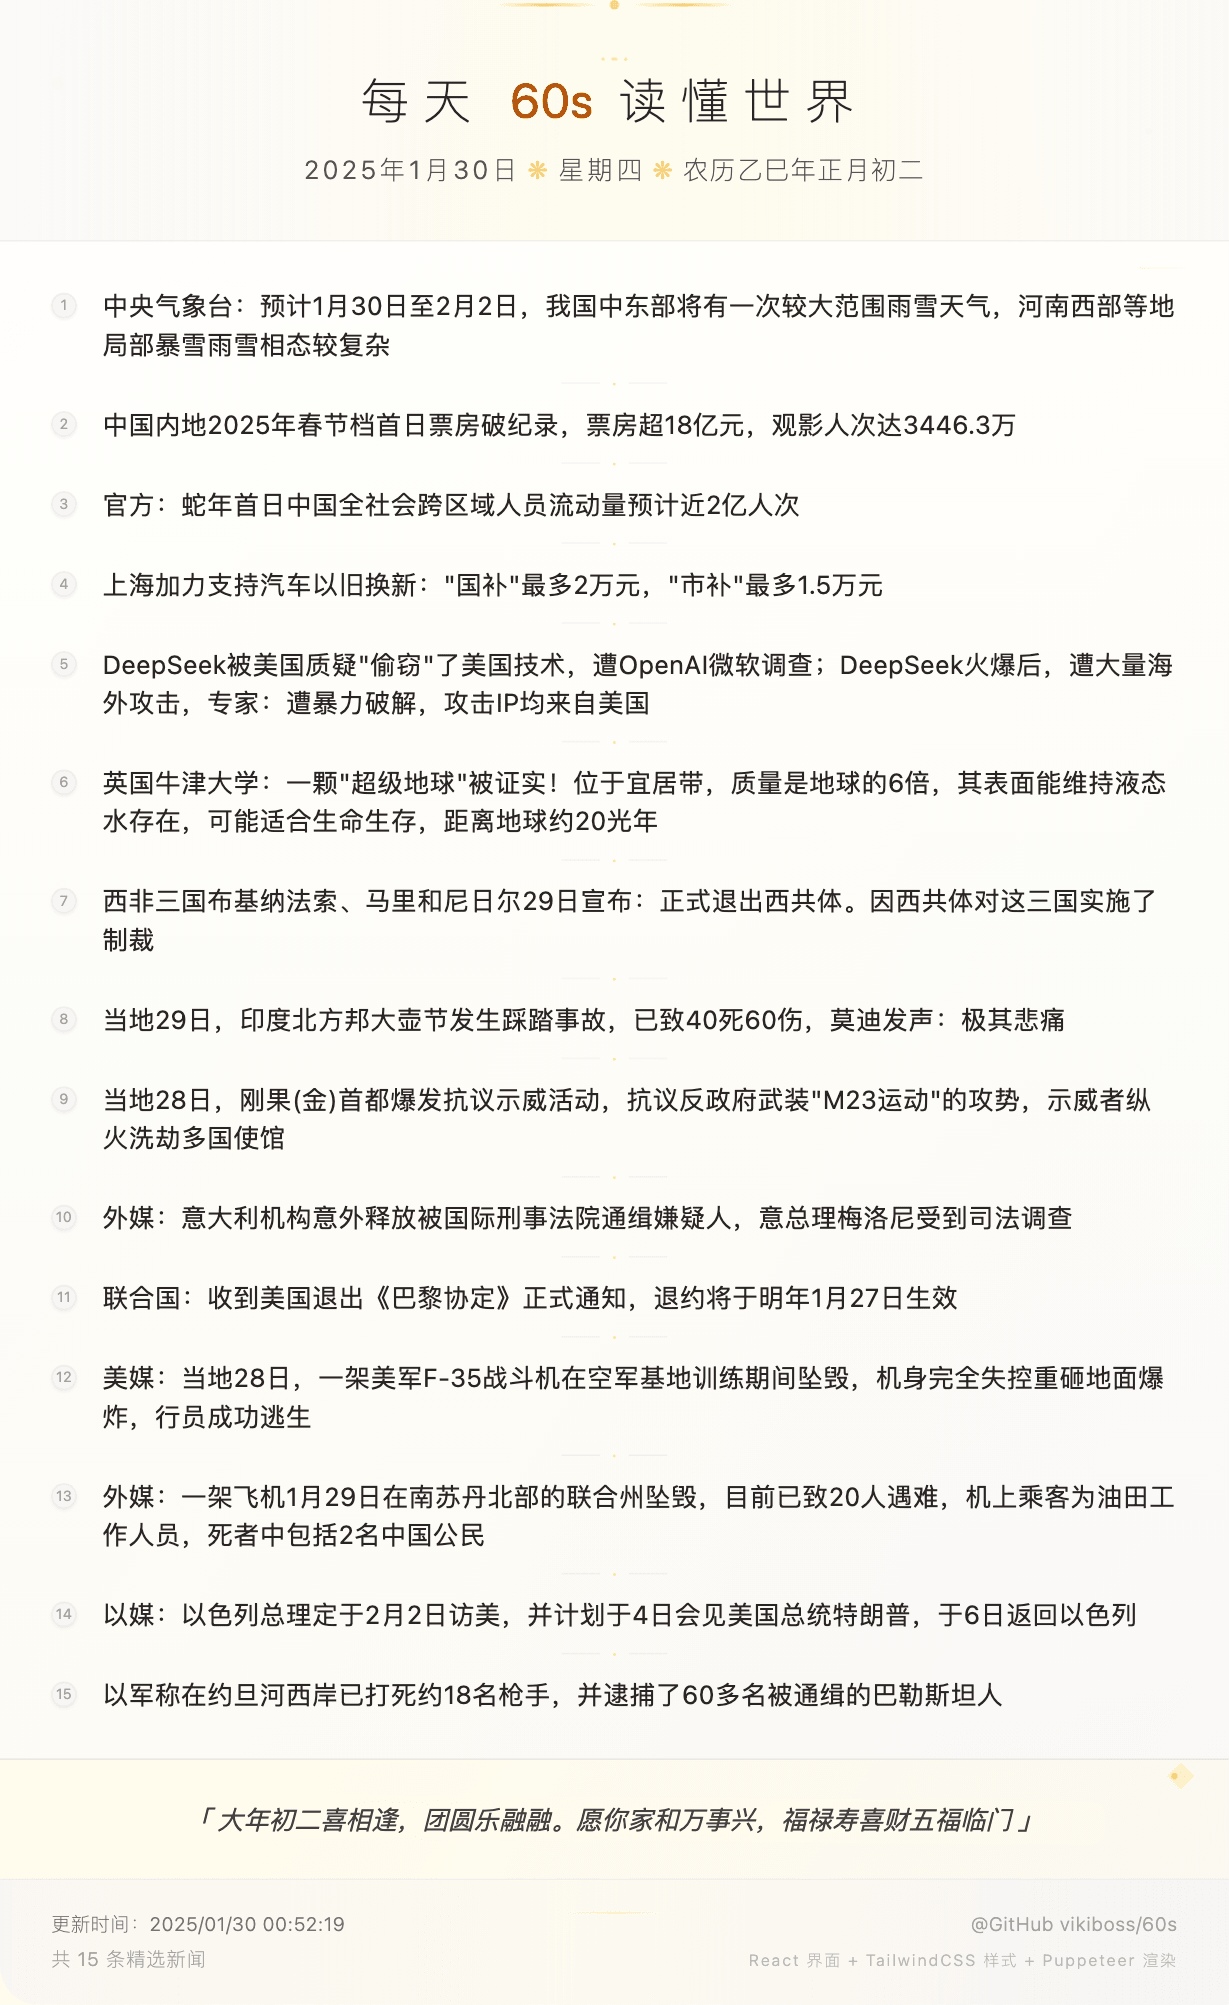 每天 60s 读懂世界
2025年1月30日 ❋ 星期四 ❋ 农历乙巳年正月初二
1 中央气象台：预计1月30日至2月2日，我国中东部将有一次较大范围雨雪天气，河南西部等地
局部暴雪雨雪相态较复杂
2 中国内地2025年春节档首日票房破纪录，票房超18亿元，观影人次达3446.3万
3 官方：蛇年首日中国全社会跨区域人员流动量预计近2亿人次
4 上海加力支持汽车以旧换新："国补"最多2万元，"市补"最多1.5万元
5 DeepSeek被美国质疑"偷窃"了美国技术，遭OpenAI微软调查；DeepSeek火爆后，遭大量海
外攻击，专家：遭暴力破解，攻击IP均来自美国
6 英国牛津大学：一颗"超级地球"被证实！位于宜居带，质量是地球的6倍，其表面能维持液态
水存在，可能适合生命生存，距离地球约20光年
7 西非三国布基纳法索、马里和尼日尔29日宣布：正式退出西共体。因西共体对这三国实施了
制裁
8 当地29日，印度北方邦大壶节发生踩踏事故，已致40死60伤，莫迪发声：极其悲痛
9 当地28日，刚果(金)首都爆发抗议示威活动，抗议反政府武装"M23运动"的攻势，示威者纵
火洗劫多国使馆
10 外媒：意大利机构意外释放被国际刑事法院通缉嫌疑人，意总理梅洛尼受到司法调查
11 联合国：收到美国退出《巴黎协定》正式通知，退约将于明年1月27日生效
12 美媒：当地28日，一架美军F-35战斗机在空军基地训练期间坠毁，机身完全失控重砸地面爆
炸，行员成功逃生
13 外媒：一架飞机1月29日在南苏丹北部的联合州坠毁，目前已致20人遇难，机上乘客为油田工
作人员，死者中包括2名中国公民
14 以媒：以色列总理定于2月2日访美，并计划于4日会见美国总统特朗普，于6日返回以色列
15 以军称在约旦河西岸已打死约18名枪手，并逮捕了60多名被通缉的巴勒斯坦人
「大年初二喜相逢，团圆乐融融。愿你家和万事兴，福禄寿喜财五福临门」
更新时间：2025/01/30 00:52:19
@GitHub vikiboss/60s
共 15 条精选新闻
React 界面 + TailwindCSS 样式 + Puppeteer 渲染